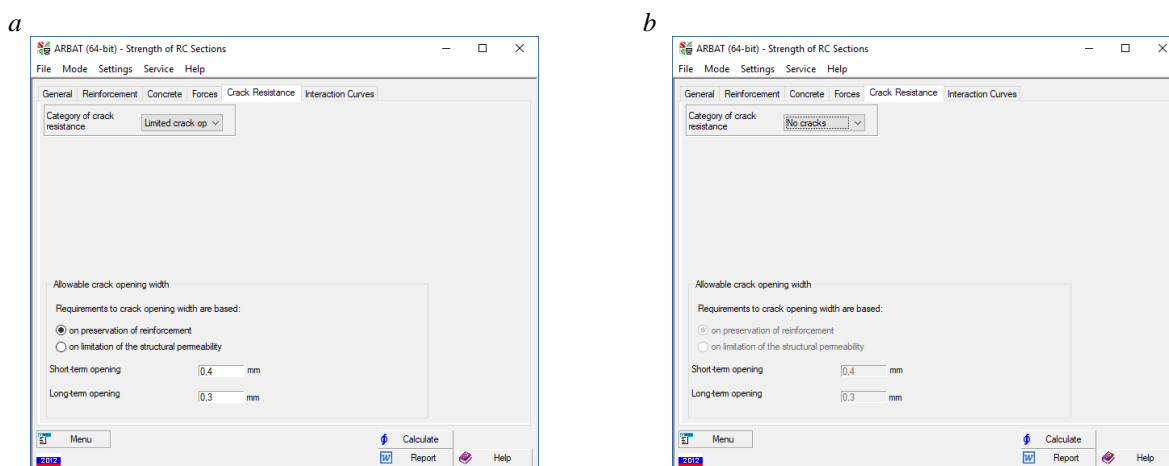 a
ARBAT (64-bit) - Strength of RC Sections
File Mode Settings Service Help
General Reinforcement Concrete Forces Crack Resistance Interaction Curves
Category of crack
resistance
Limited crack op
Allowable crack opening width
Requirements to crack opening width are based:
on preservation of reinforcement
on limitation of the structural permeability
Short-term opening 0,4 mm
Long-term opening 0,3 mm
Menu Calculate
2012 Report Help
b
ARBAT (64-bit) - Strength of RC Sections
File Mode Settings Service Help
General Reinforcement Concrete Forces Crack Resistance Interaction Curves
Category of crack
resistance
No cracks
Allowable crack opening width
Requirements to crack opening width are based:
on preservation of reinforcement
on limitation of the structural permeability
Short-term opening 0,4 mm
Long-term opening 0,3 mm
Menu Calculate
2012 Report Help